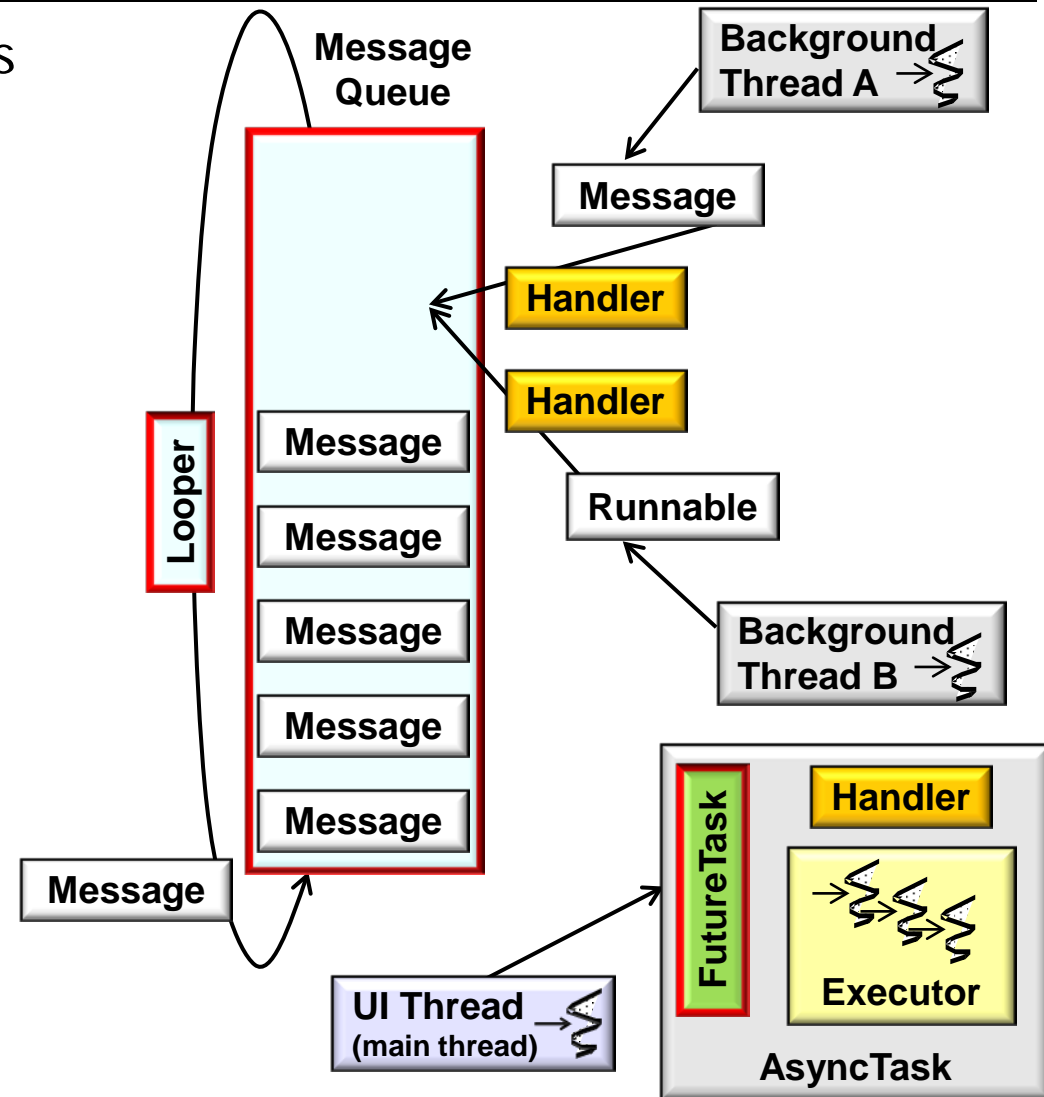 s
Message
Queue
Background
Thread A
Message
Handler
Handler
Message
Looper
Runnable
Message
Message
Background
Thread B
Message
Message
Message
FutureTask
Handler
Executor
AsyncTask
UI Thread
(main thread)